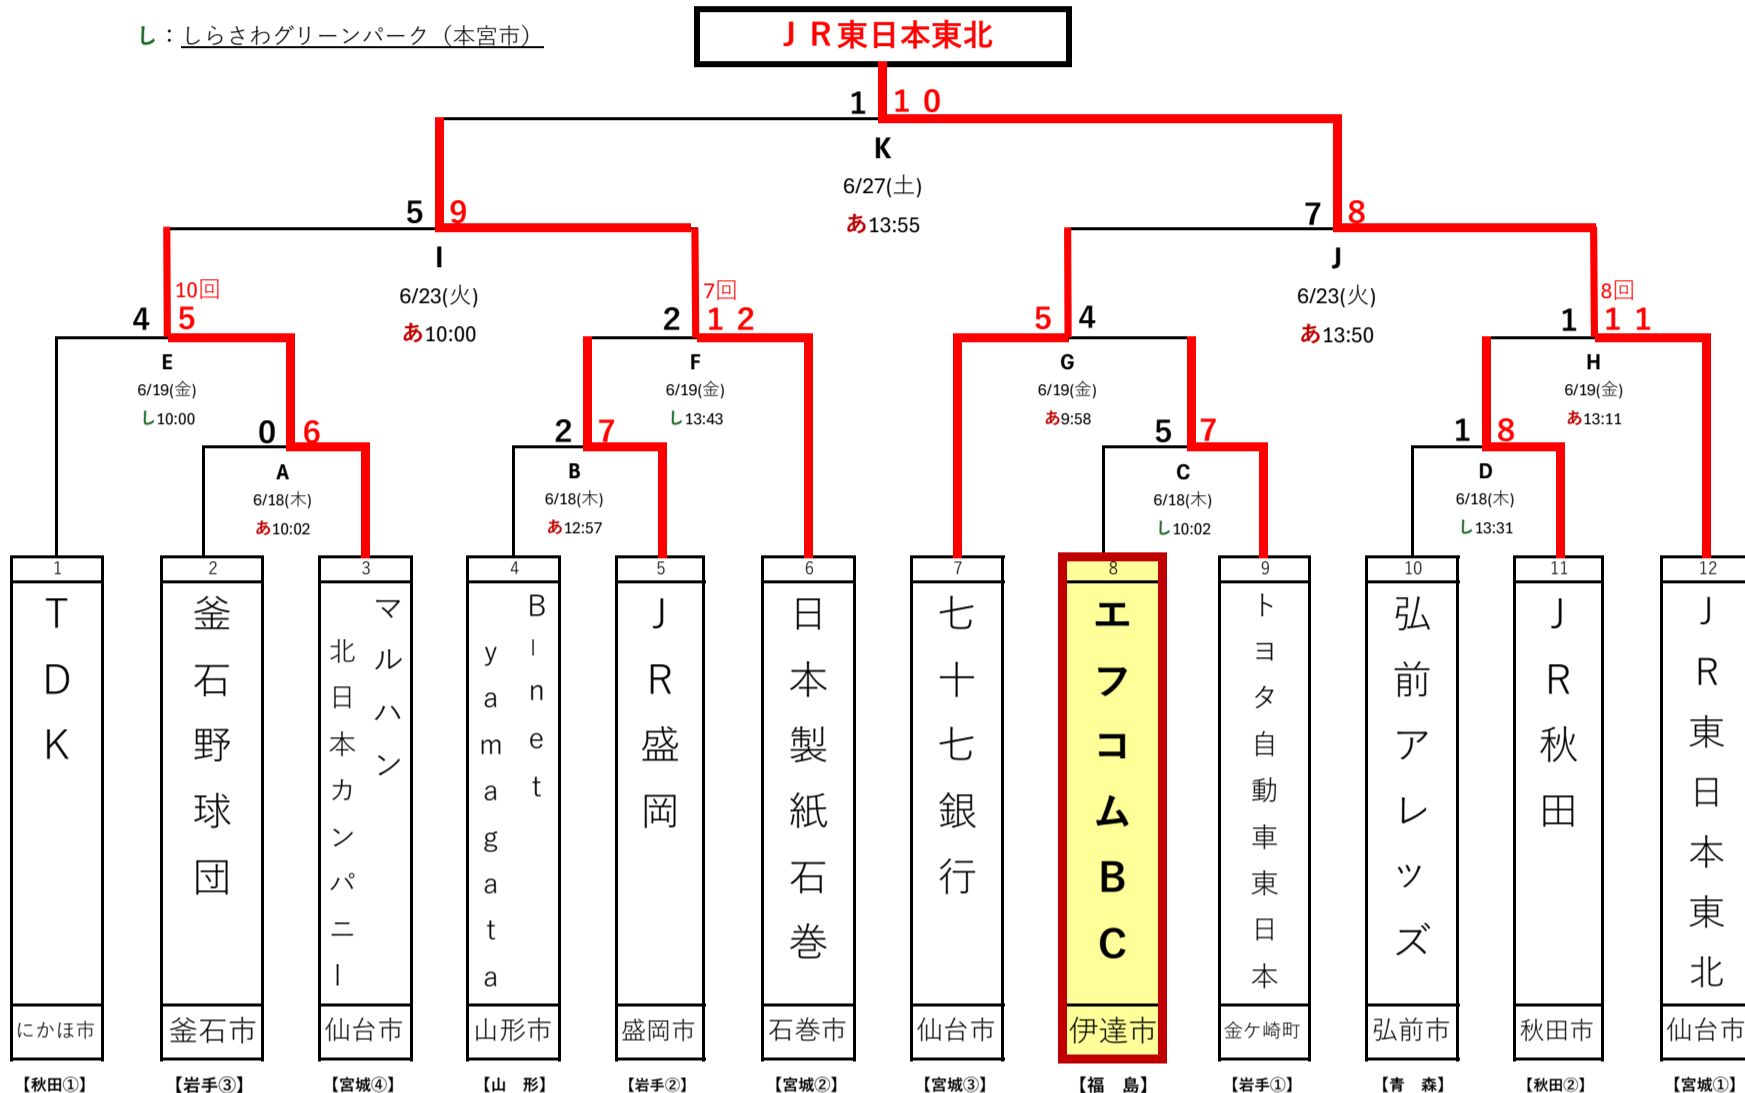 し：しらさわグリーンパーク（本宮市）
ＪＲ東日本東北
1 １０
K
6/27(土)
あ13:55
5 9
I
6/23(火)
あ10:00
7 8
J
6/23(火)
あ13:50
10回
4 5
E
6/19(金)
し10:00
7回
2 １２
F
6/19(金)
し13:43
5 4
G
6/19(金)
あ9:58
8回
1 １１
H
6/19(金)
あ13:11
0 6
A
6/18(木)
あ10:02
2 7
B
6/18(木)
あ12:57
5 7
C
6/18(木)
し10:02
1 8
D
6/18(木)
し13:31
1
ＴＤＫ
にかほ市
【秋田①】
2
釜石野球団
釜石市
【岩手③】
3
マルハン
北日本カンパニー
仙台市
【宮城④】
4
Ｂｌｎｅｔ
ｙａｍａｇａｔａ
山形市
【山　形】
5
ＪＲ盛岡
盛岡市
【岩手②】
6
日本製紙石巻
石巻市
【宮城②】
7
七十七銀行
仙台市
【宮城③】
8
エフコムＢＣ
伊達市
【福　島】
9
トヨタ自動車東日本
金ケ崎町
【岩手①】
10
弘前アレッズ
弘前市
【青　森】
11
ＪＲ秋田
秋田市
【秋田②】
12
ＪＲ東日本東北
仙台市
【宮城①】